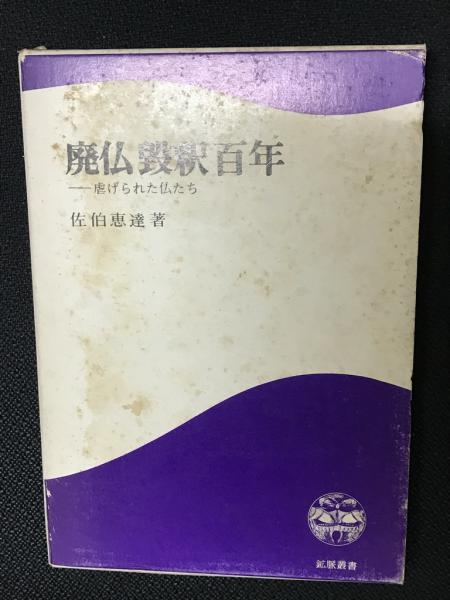 廃仏毀釈百年
──虐げられた仏たち
佐伯恵達著
鉱脈叢書